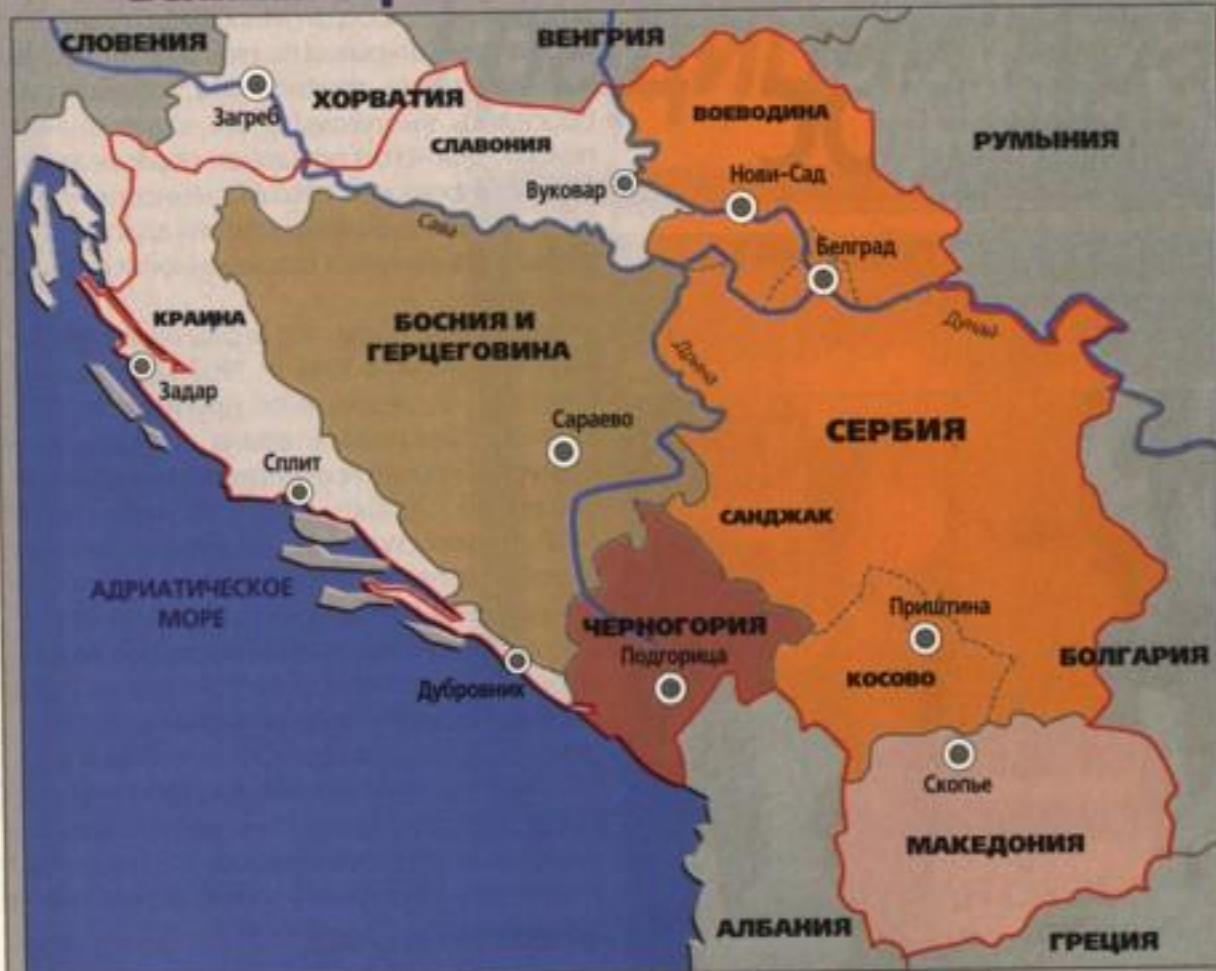 СЛОВЕНИЯ
ВЕНГРИЯ
ХОРВАТИЯ
Загреб
ВОЕВОДИНА
СЛАВОНИЯ
РУМЫНИЯ
Вуковар
Нови-Сад
Сава
Белград
КРАИНА
БОСНИЯ И
ГЕРЦЕГОВИНА
Дунай
Дрина
Задар
Сараево
СЕРБИЯ
Сплит
САНДЖАК
АДРИАТИЧЕСКОЕ
МОРЕ
Приштина
ЧЕРНОГОРИЯ
Подгорица
БОЛГАРИЯ
КОСОВО
Дубровник
Скопье
МАКЕДОНИЯ
АЛБАНИЯ
ГРЕЦИЯ